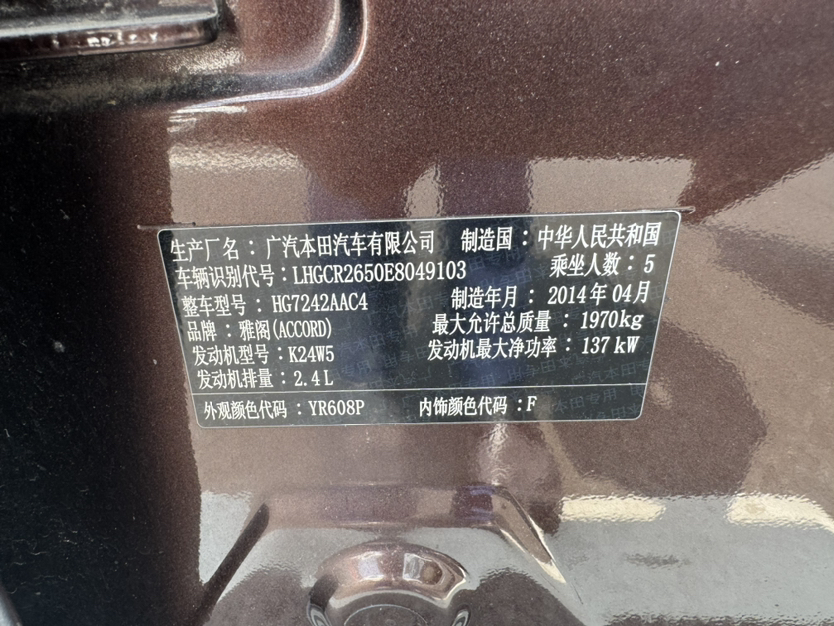 生产厂名：广汽本田汽车有限公司 制造国：中华人民共和国
车辆识别代号：LHGCR2650E8049103 乘坐人数：5
整车型号：HG7242AAC4 制造年月：2014年04月
品牌：雅阁(ACCORD) 最大允许总质量：1970kg
发动机型号：K24W5 发动机最大净功率：137kW
发动机排量：2.4L
外观颜色代码：YR608P 内饰颜色代码：F